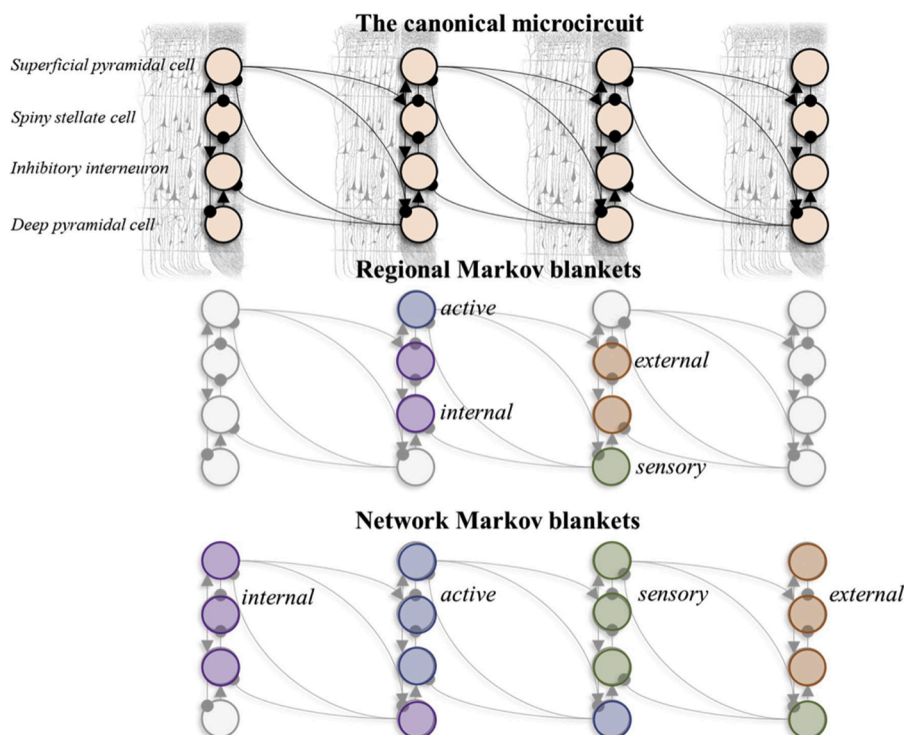 The canonical microcircuit
Superficial pyramidal cell
Spiny stellate cell
Inhibitory interneuron
Deep pyramidal cell
Regional Markov blankets
active
external
internal
sensory
Network Markov blankets
internal
active
sensory
external